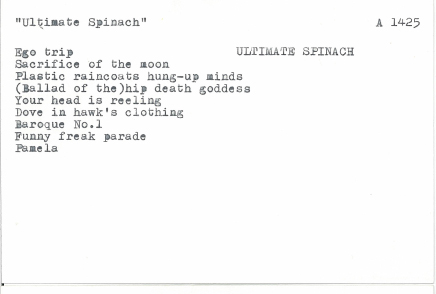 "Ultimate Spinach" A 1425
Ego trip ULTIMATE SPINACH
Sacrifice of the moon
Plastic raincoats hung-up minds
(Ballad of the)hip death goddess
Your head is reeling
Dove in hawk's clothing
Baroque No.1
Funny freak parade
Pamela